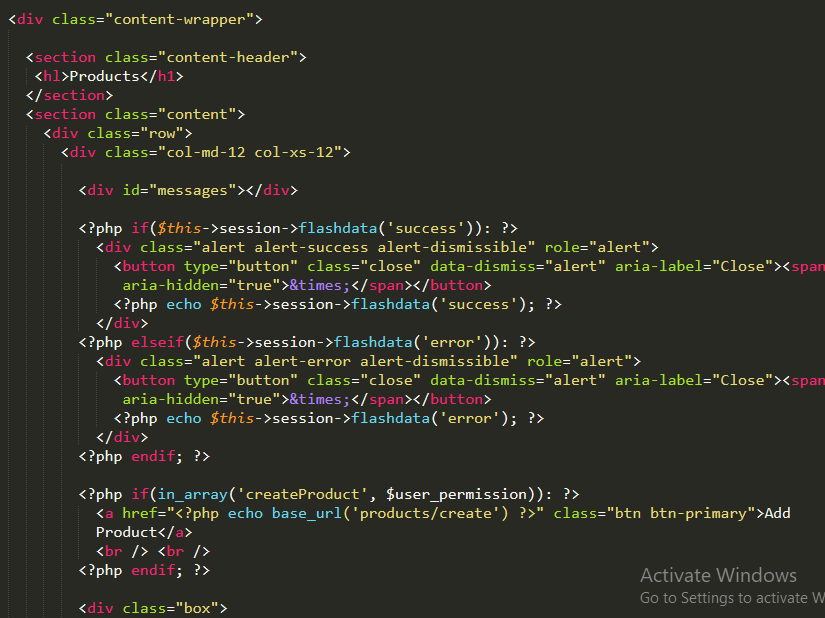 <div class="content-wrapper">
<section class="content-header">
<h1>Products</h1>
</section>
<section class="content">
<div class="row">
<div class="col-md-12 col-xs-12">
<div id="messages"></div>
<?php if($this->session->flashdata('success')): ?>
<div class="alert alert-success alert-dismissible" role="alert">
<button type="button" class="close" data-dismiss="alert" aria-label="Close"><span
aria-hidden="true">&times;</span></button>
<?php echo $this->session->flashdata('success'); ?>
</div>
<?php elseif($this->session->flashdata('error')): ?>
<div class="alert alert-error alert-dismissible" role="alert">
<button type="button" class="close" data-dismiss="alert" aria-label="Close"><span
aria-hidden="true">&times;</span></button>
<?php echo $this->session->flashdata('error'); ?>
</div>
<?php endif; ?>
<?php if(in_array('createProduct', $user_permission)): ?>
<a href="<?php echo base_url('products/create') ?>" class="btn btn-primary">Add
Product</a>
<br /> <br />
<?php endif; ?>
<div class="box">
Activate Windows
Go to Settings to activate W